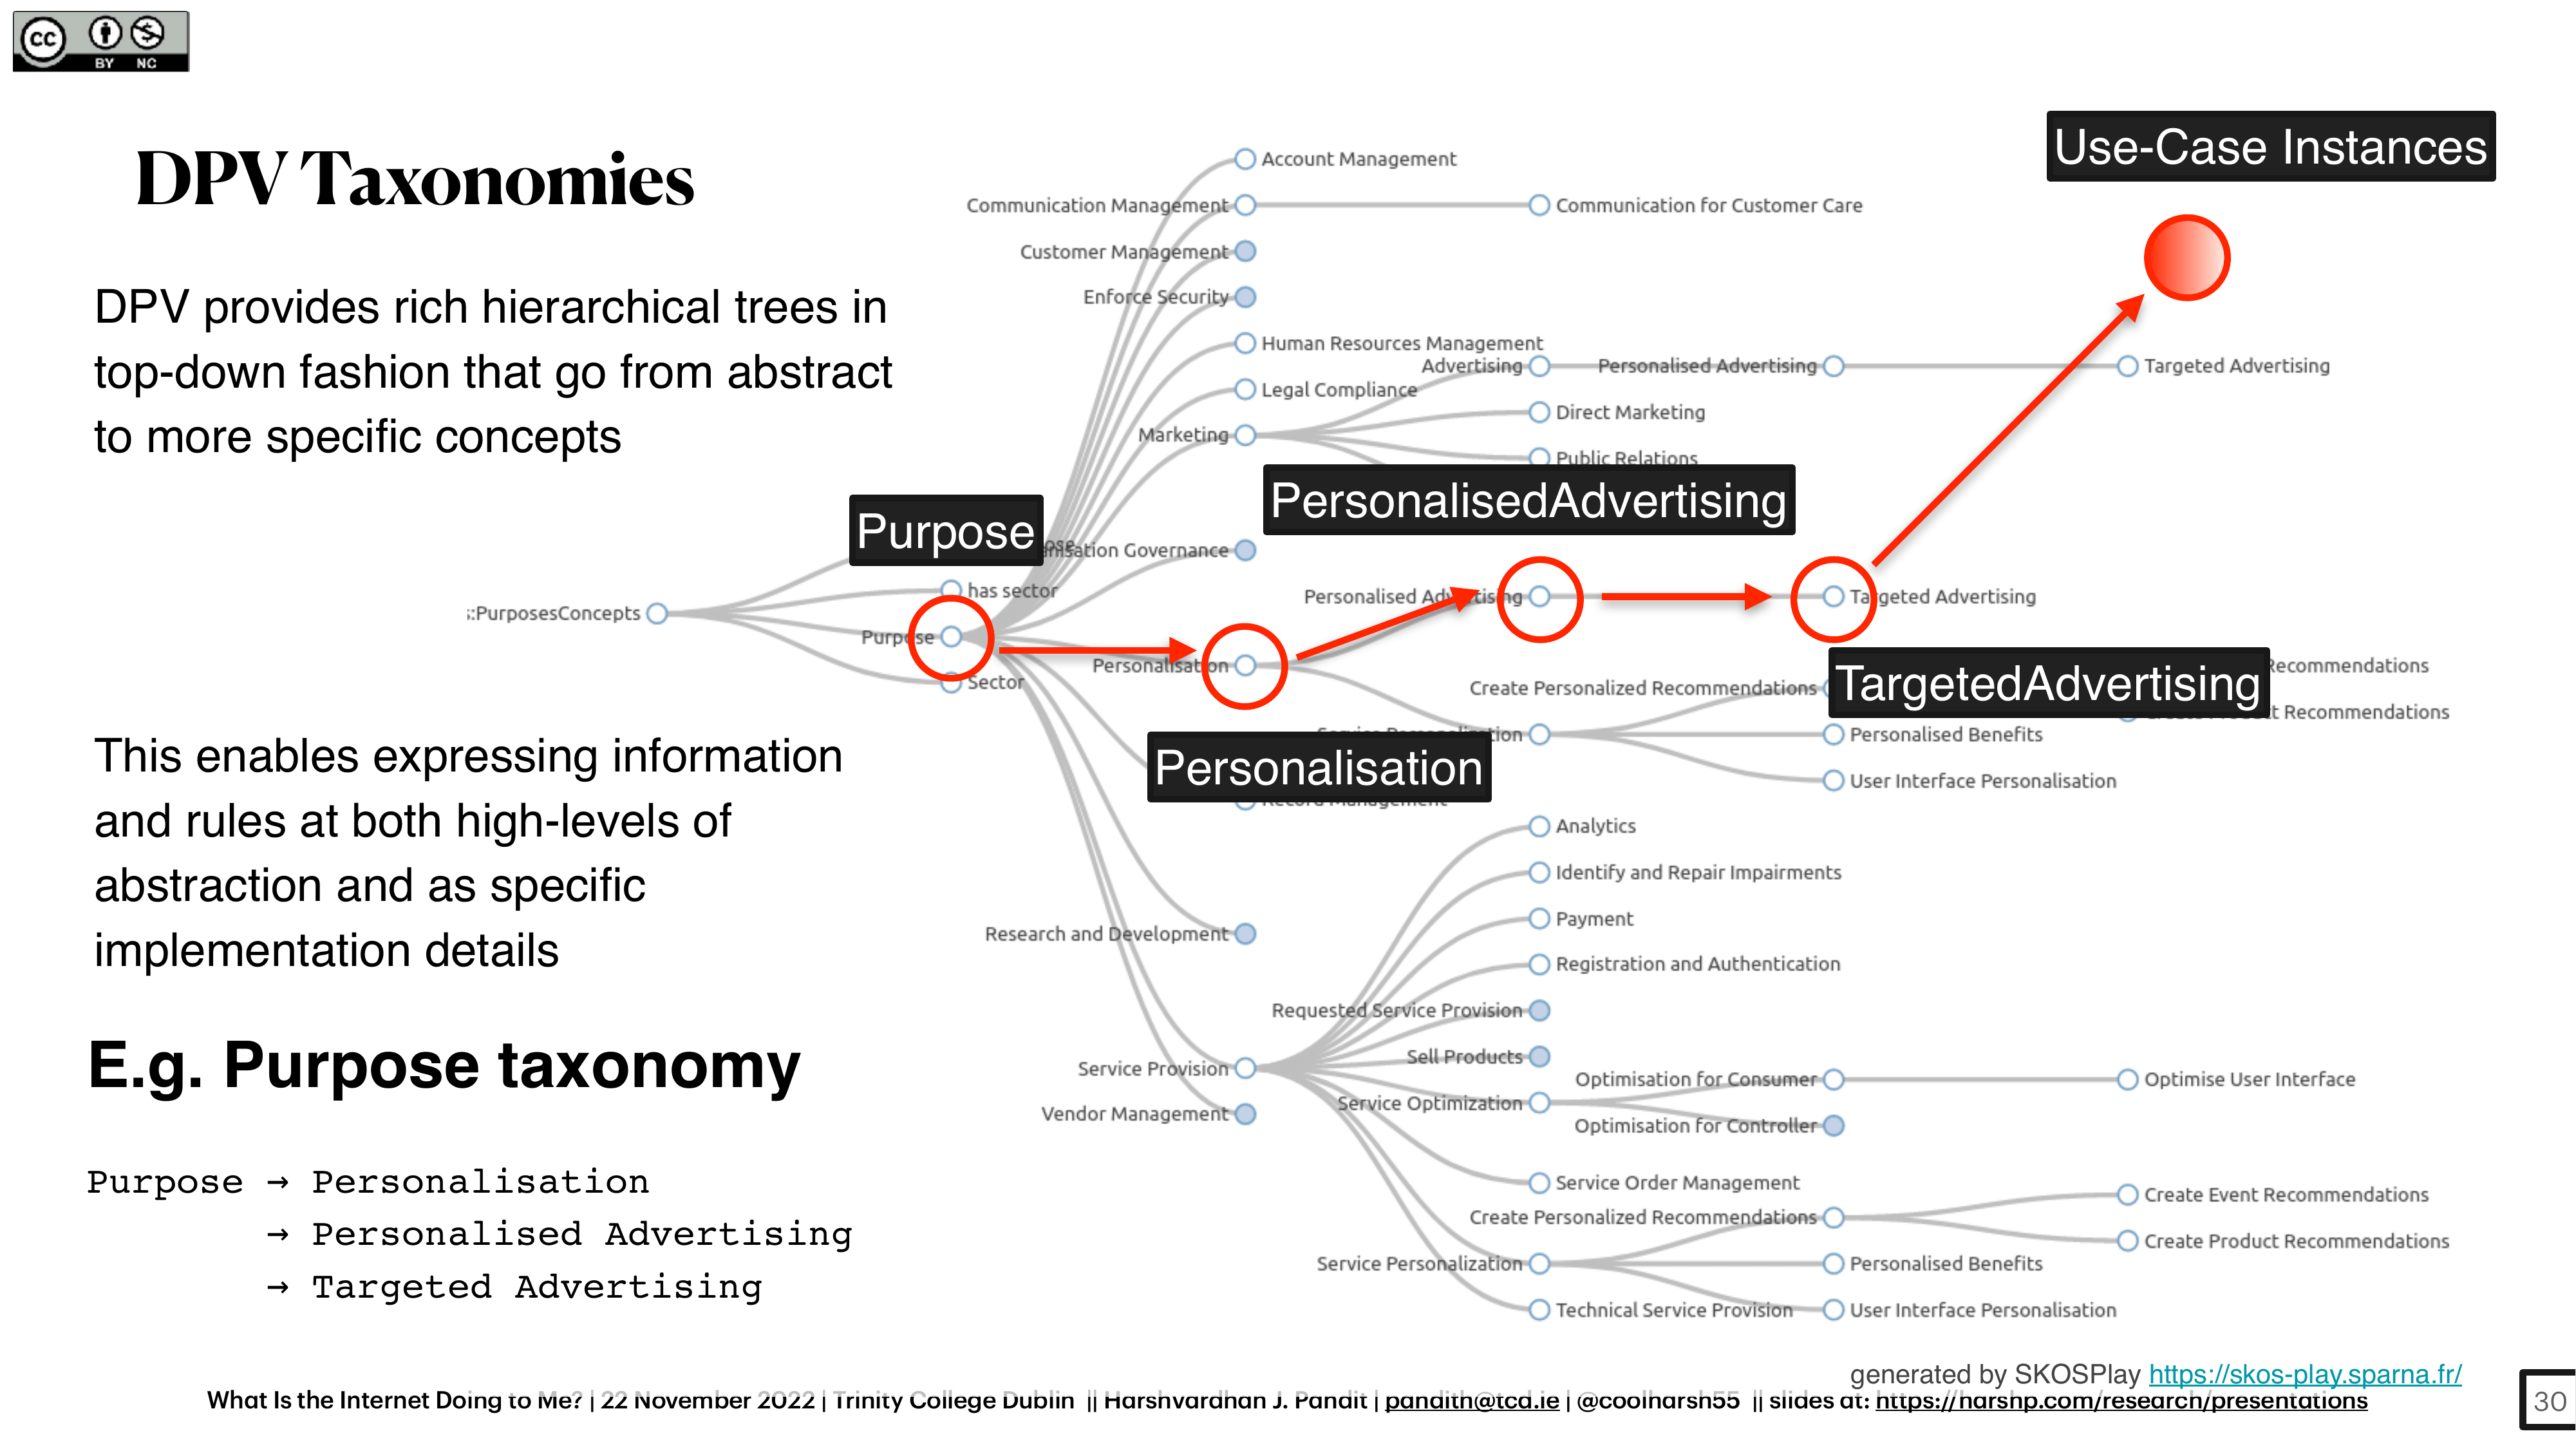 cc BY NC
DPV Taxonomies
DPV provides rich hierarchical trees in
top-down fashion that go from abstract
to more specific concepts
This enables expressing information
and rules at both high-levels of
abstraction and as specific
implementation details
E.g. Purpose taxonomy
Purpose → Personalisation
→ Personalised Advertising
→ Targeted Advertising
Use-Case Instances
Account Management
Communication Management
Communication for Customer Care
Customer Management
Enforce Security
Human Resources Management
Advertising
Personalised Advertising
Targeted Advertising
Legal Compliance
Direct Marketing
Marketing
Public Relations
PersonalisedAdvertising
Purpose
Governance
has sector
::PurposesConcepts
Purpose
Sector
Personalised Advertising
Targeted Advertising
Personalisation
TargetedAdvertising
Recommendations
Create Personalized Recommendations
Recommendations
Personalised Benefits
Personalisation
User Interface Personalisation
Analytics
Identify and Repair Impairments
Payment
Research and Development
Registration and Authentication
Requested Service Provision
Sell Products
Service Provision
Optimisation for Consumer
Optimise User Interface
Service Optimization
Vendor Management
Optimisation for Controller
Service Order Management
Create Personalized Recommendations
Create Event Recommendations
Create Product Recommendations
Service Personalization
Personalised Benefits
Technical Service Provision
User Interface Personalisation
generated by SKOSPlay https://skos-play.sparna.fr/
What Is the Internet Doing to Me? | 22 November 2022 | Trinity College Dublin || Harshvardhan J. Pandit | pandith@tcd.ie | @coolharsh55 || slides at: https://harshp.com/research/presentations
30